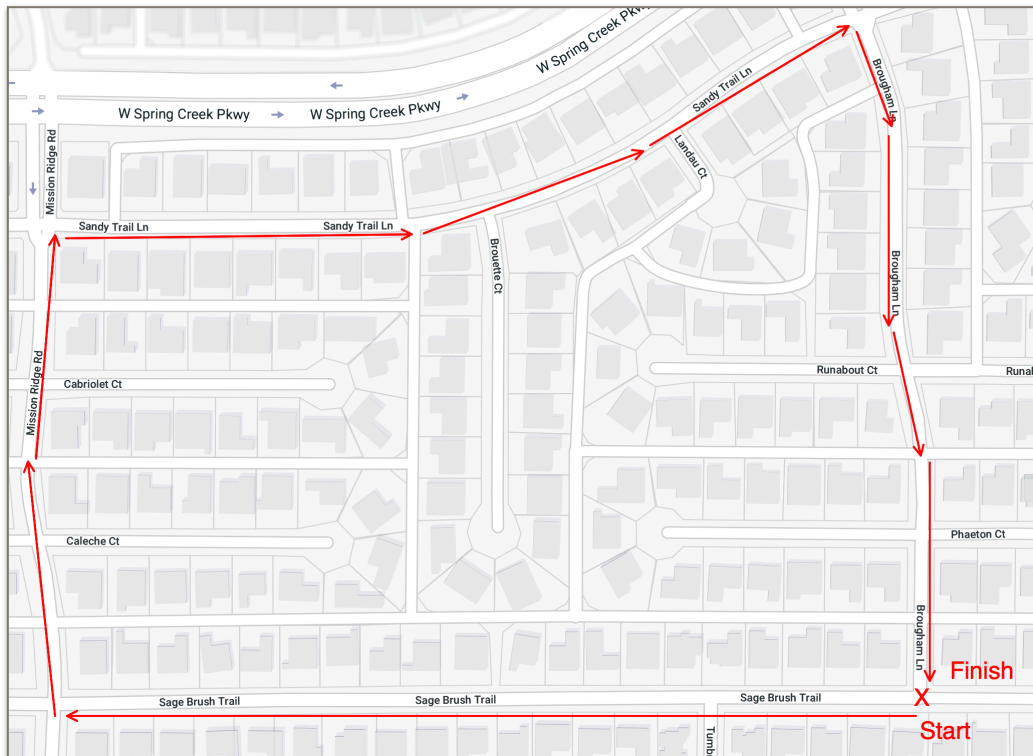 W Spring Creek Pkwy
W Spring Creek Pkwy
W Spring Creek Pkwy
Mission Ridge Rd
Sandy Trail Ln
Brougham Ln
Landau Ct
Sandy Trail Ln
Sandy Trail Ln
Brouette Ct
Brougham Ln
Mission Ridge Rd
Cabriolet Ct
Runabout Ct
Caleche Ct
Phaeton Ct
Brougham Ln
Finish
X
Sage Brush Trail
Sage Brush Trail
Sage Brush Trail
Start